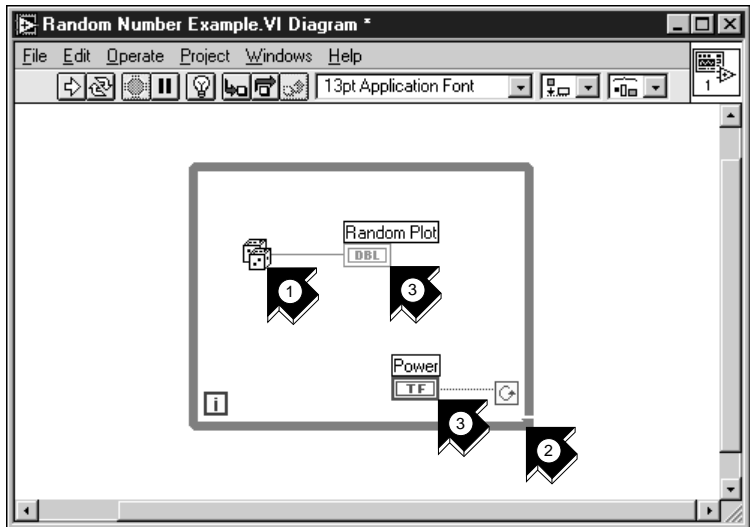 Random Number Example.VI Diagram *
File Edit Operate Project Windows Help
13pt Application Font
1
Random Plot
DBL
1
3
Power
TF
i
3
2